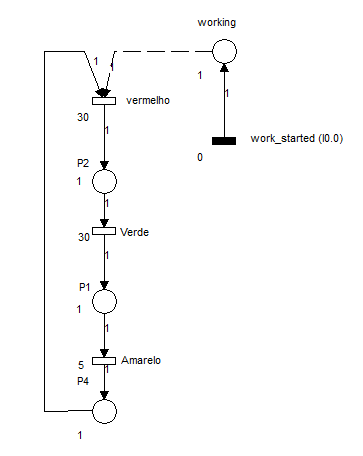 working
1
1
1
1
vermelho
30
1
work_started (I0.0)
0
P2
1
1
30
Verde
1
P1
1
1
5
Amarelo
1
P4
1